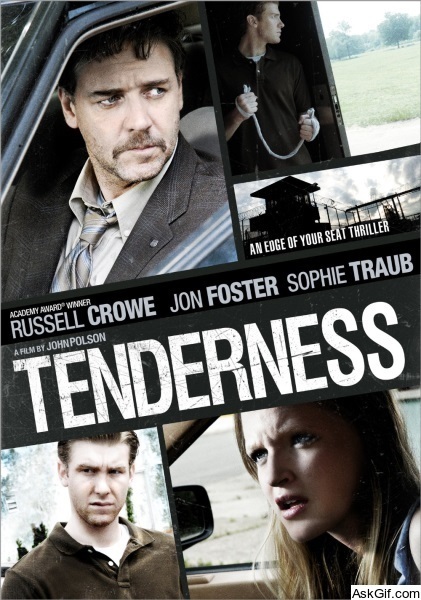 AN EDGE OF YOUR SEAT THRILLER
ACADEMY AWARD® WINNER
RUSSELL CROWE JON FOSTER SOPHIE TRAUB
A FILM BY JOHN POLSON
TENDERNESS
AskGif.com